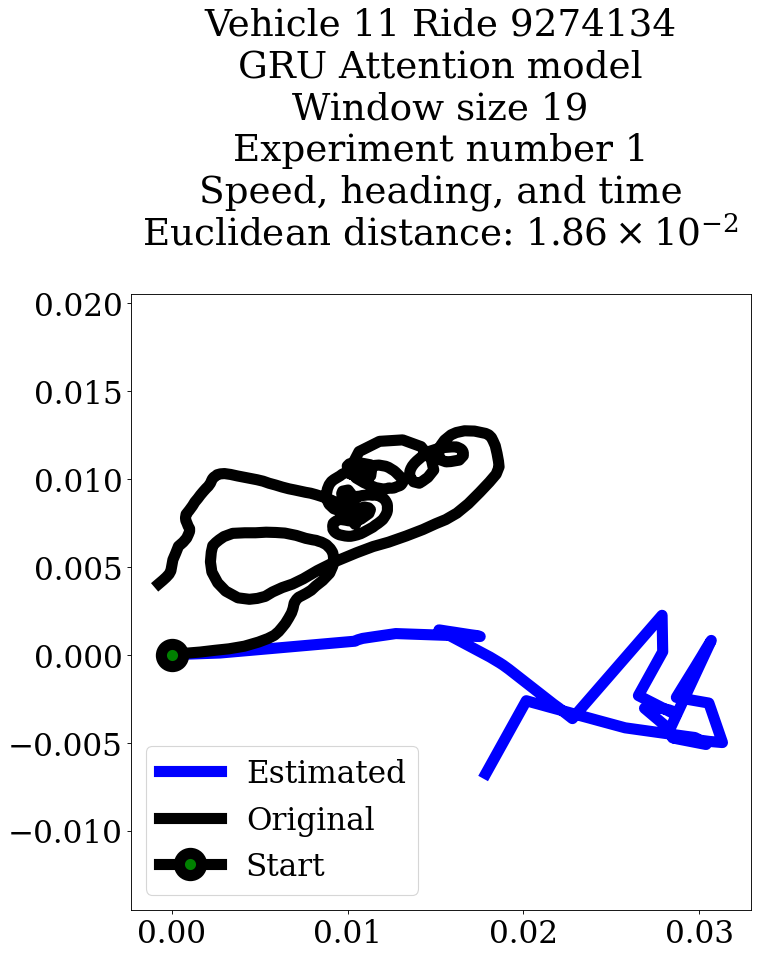 Vehicle 11 Ride 9274134
GRU Attention model
Window size 19
Experiment number 1
Speed, heading, and time
Euclidean distance: 1.86 × 10⁻²
0.020
0.015
0.010
0.005
0.000
−0.005
−0.010
Estimated
Original
Start
0.00 0.01 0.02 0.03